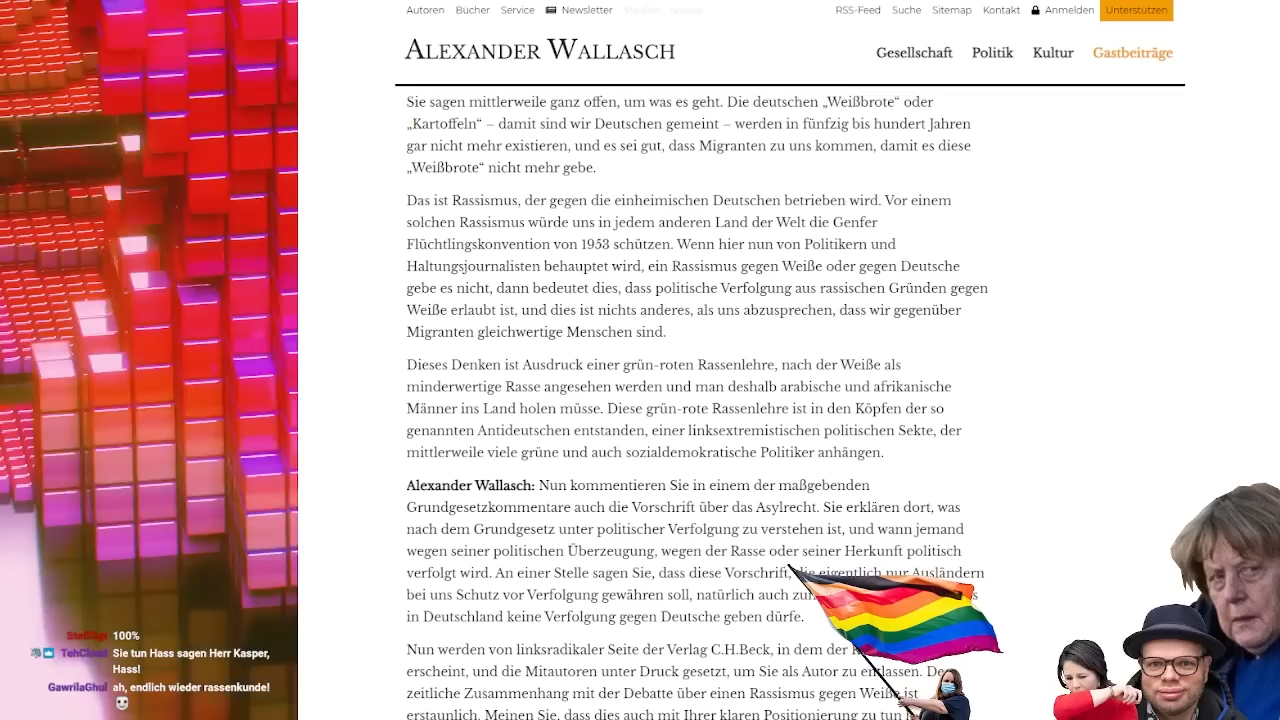 Autoren Bücher Service Newsletter RSS-Feed Suche Sitemap Kontakt Anmelden Unterstützen
ALEXANDER WALLASCH
Gesellschaft Politik Kultur Gastbeiträge
Sie sagen mittlerweile ganz offen, um was es geht. Die deutschen „Weißbrote“ oder
„Kartoffeln“ – damit sind wir Deutschen gemeint – werden in fünfzig bis hundert Jahren
gar nicht mehr existieren, und es sei gut, dass Migranten zu uns kommen, damit es diese
„Weißbrote“ nicht mehr gebe.
Das ist Rassismus, der gegen die einheimischen Deutschen betrieben wird. Vor einem
solchen Rassismus würde uns in jedem anderen Land der Welt die Genfer
Flüchtlingskonvention von 1953 schützen. Wenn hier nun von Politikern und
Haltungsjournalisten behauptet wird, ein Rassismus gegen Weiße oder gegen Deutsche
gebe es nicht, dann bedeutet dies, dass politische Verfolgung aus rassischen Gründen gegen
Weiße erlaubt ist, und dies ist nichts anderes, als uns abzusprechen, dass wir gegenüber
Migranten gleichwertige Menschen sind.
Dieses Denken ist Ausdruck einer grün-roten Rassenlehre, nach der Weiße als
minderwertige Rasse angesehen werden und man deshalb arabische und afrikanische
Männer ins Land holen müsse. Diese grün-rote Rassenlehre ist in den Köpfen der so
genannten Antideutschen entstanden, einer linksextremistischen politischen Sekte, der
mittlerweile viele grüne und auch sozialdemokratische Politiker anhängen.
Alexander Wallasch: Nun kommentieren Sie in einem der maßgebenden
Grundgesetzkommentare auch die Vorschrift über das Asylrecht. Sie erklären dort, was
nach dem Grundgesetz unter politischer Verfolgung zu verstehen ist, und wann jemand
wegen seiner politischen Überzeugung, wegen der Rasse oder seiner Herkunft politisch
verfolgt wird. An einer Stelle sagen Sie, dass diese Vorschrift, die eigentlich nur Ausländern
bei uns Schutz vor Verfolgung gewähren soll, natürlich auch
in Deutschland keine Verfolgung gegen Deutsche geben dürfe.
Nun werden von linksradikaler Seite der Verlag C.H.Beck, in dem der
erscheint, und die Mitautoren unter Druck gesetzt, um Sie als Autor zu entlassen. Der
zeitliche Zusammenhang mit der Debatte über einen Rassismus gegen Weiße ist
erstaunlich. Meinen Sie, dass dies auch mit Ihrer klaren Positionierung zu tun
100%
TehCloud Sie tun Hass sagen Herr Kasper,
Hass!
GawrilaGhul ah, endlich wieder rassenkunde!